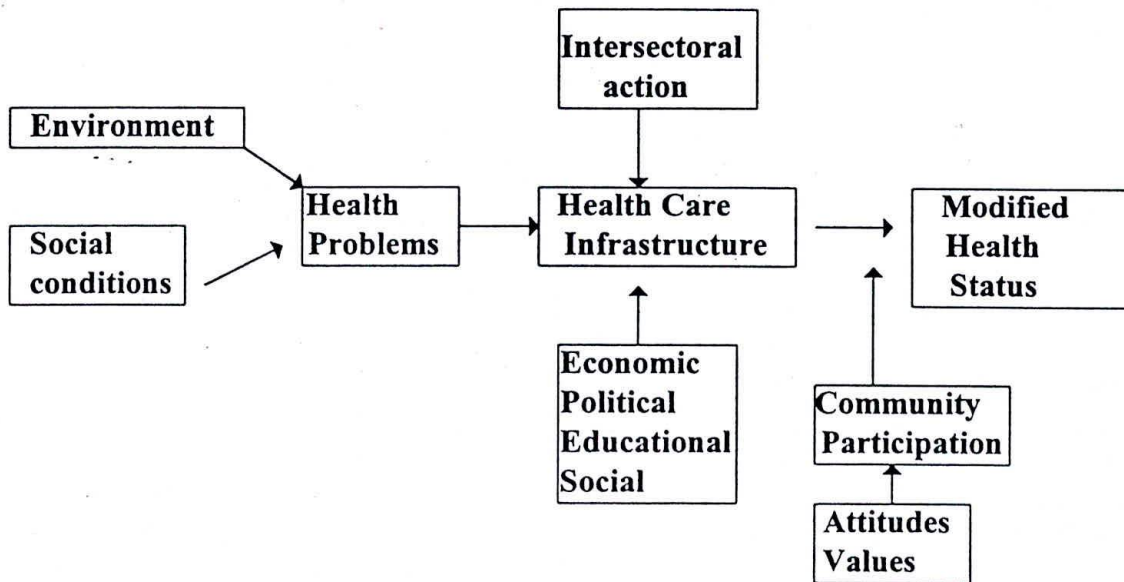 Intersectoral
action
Environment
Social
conditions
Health
Problems
Health Care
Infrastructure
Modified
Health
Status
Economic
Political
Educational
Social
Community
Participation
Attitudes
Values